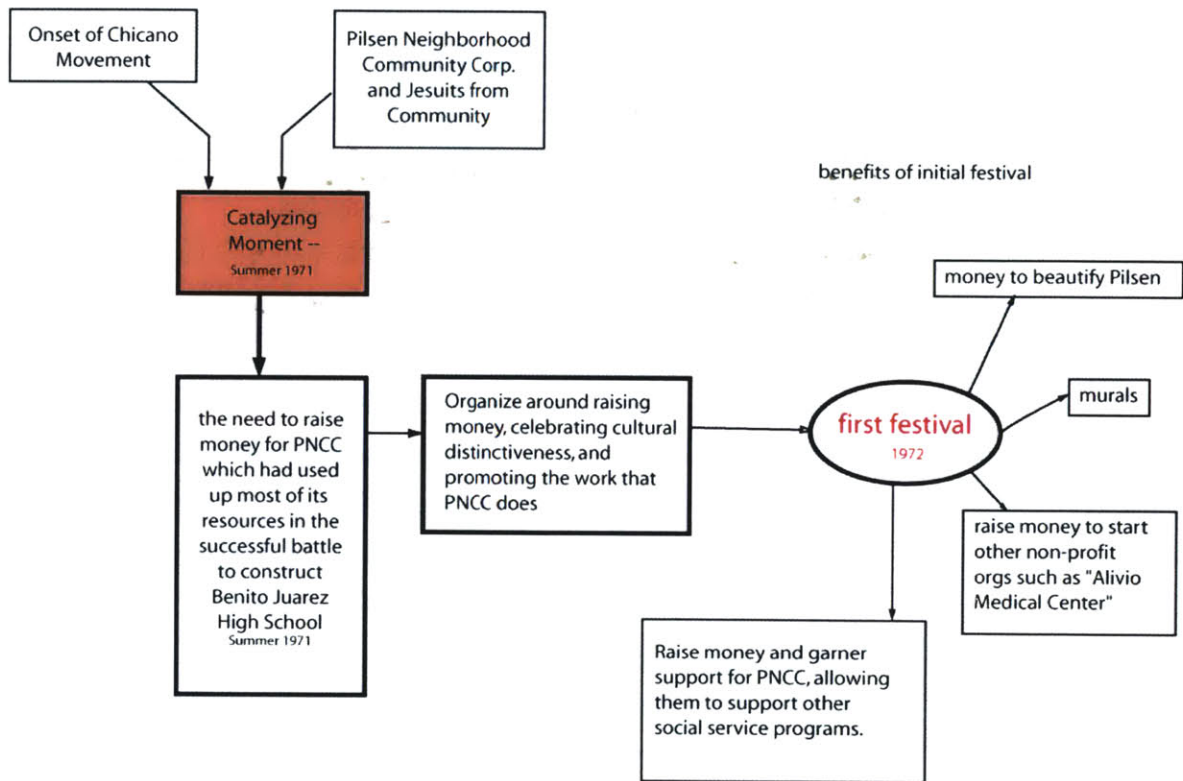 Onset of Chicano
Movement
Pilsen Neighborhood
Community Corp.
and Jesuits from
Community
benefits of initial festival
Catalyzing
Moment --
Summer 1971
money to beautify Pilsen
the need to raise
money for PNCC
which had used
up most of its
resources in the
successful battle
to construct
Benito Juarez
High School
Summer 1971
Organize around raising
money, celebrating cultural
distinctiveness, and
promoting the work that
PNCC does
first festival
1972
murals
raise money to start
other non-profit
orgs such as "Alivio
Medical Center"
Raise money and garner
support for PNCC, allowing
them to support other
social service programs.